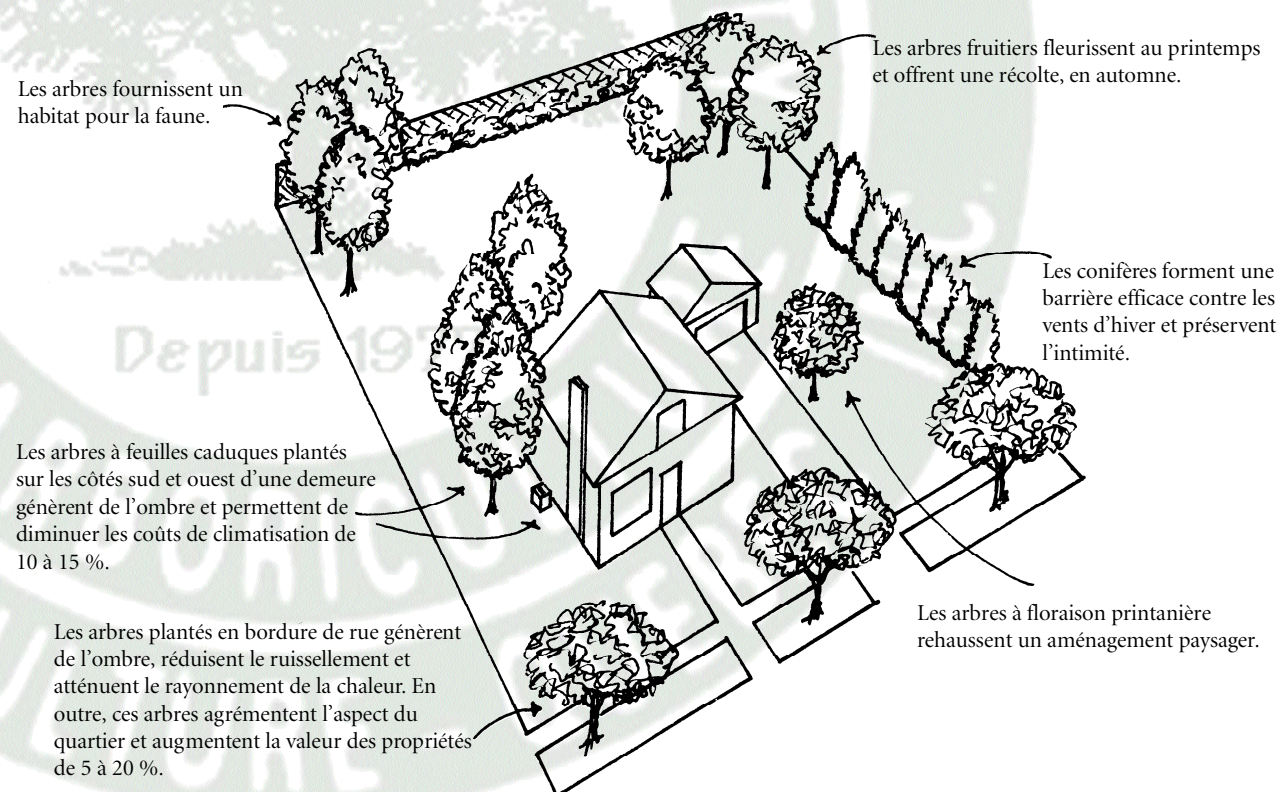 Les arbres fruitiers fleurissent au printemps
et offrent une récolte, en automne.
Les arbres fournissent un
habitat pour la faune.
Les conifères forment une
barrière efficace contre les
vents d’hiver et préservent
l’intimité.
Depuis 19
Les arbres à feuilles caduques plantés
sur les côtés sud et ouest d’une demeure
génèrent de l’ombre et permettent de
diminuer les coûts de climatisation de
10 à 15 %.
Les arbres à floraison printanière
rehaussent un aménagement paysager.
Les arbres plantés en bordure de rue génèrent
de l’ombre, réduisent le ruissellement et
atténuent le rayonnement de la chaleur. En
outre, ces arbres agrémentent l’aspect du
quartier et augmentent la valeur des propriétés
de 5 à 20 %.